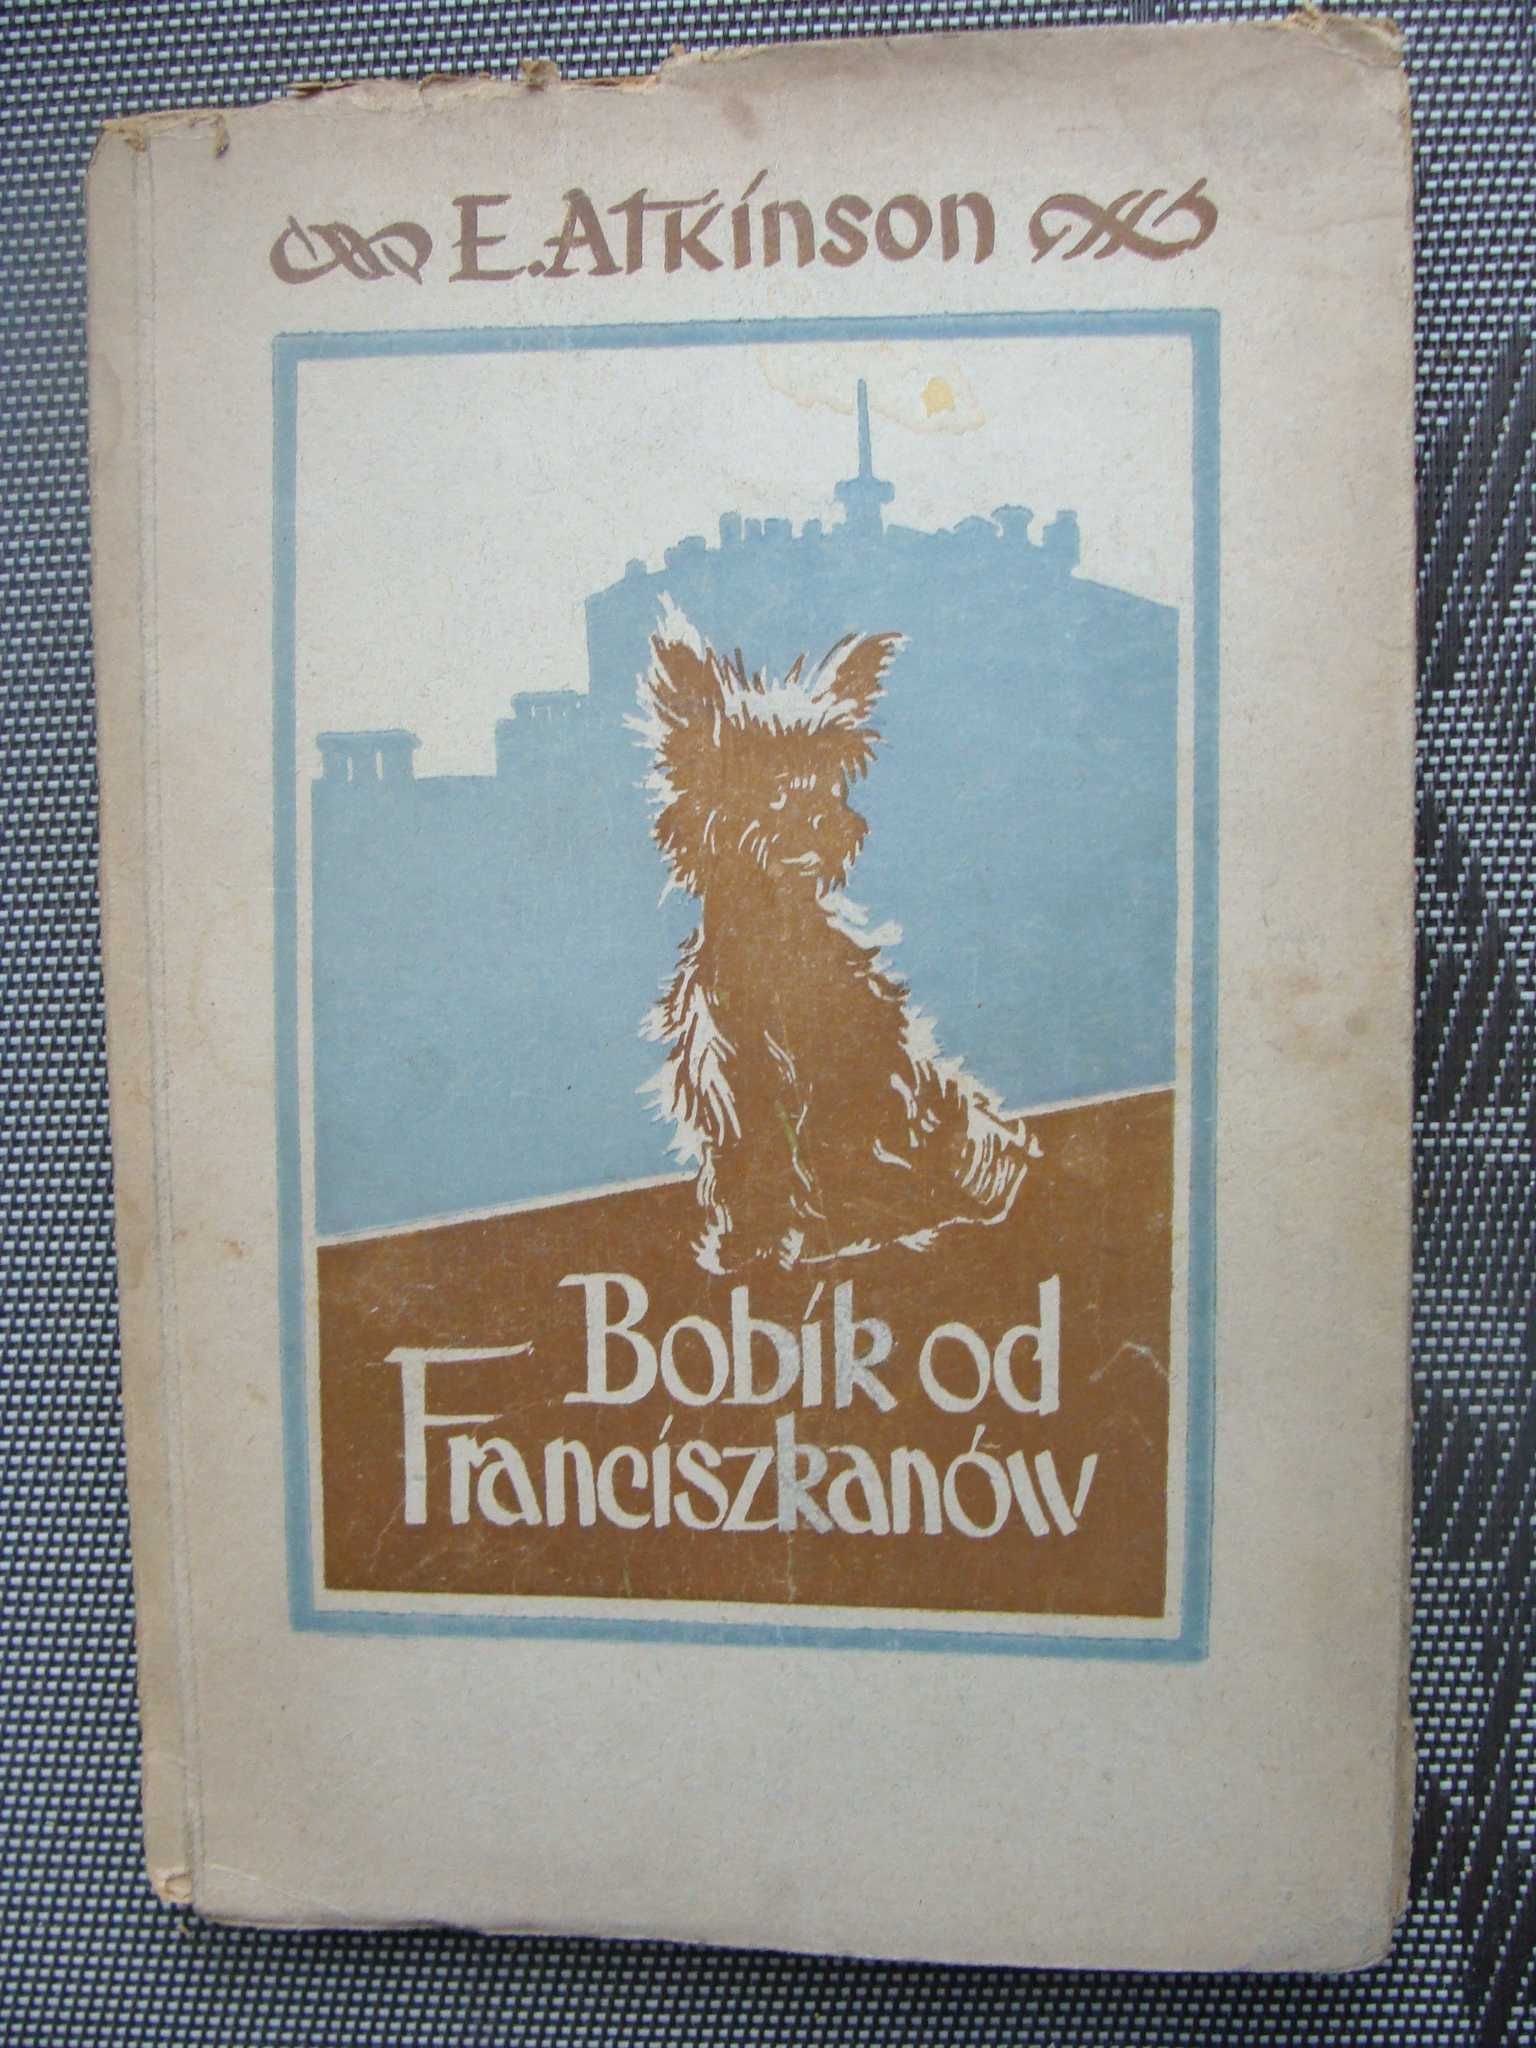 E. Atkinson
Bobik od
Franciszkanów